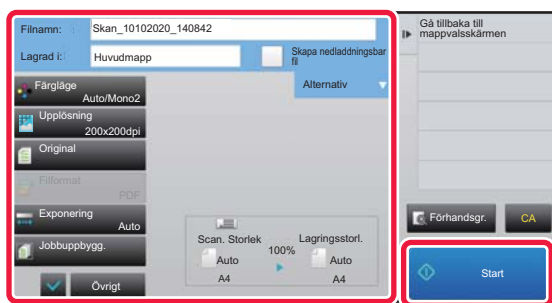 Filnamn:
Skan_10102020_140842
Lagrad i:
Huvudmapp
Skapa nedladdningsbar
fil
Alternativ
Färgläge
Auto/Mono2
Upplösning
200x200dpi
Original
Filformat
PDF
Exponering
Auto
Jobbuppbygg.
Övrigt
Scan. Storlek
100%
Lagringsstorl.
Auto
Auto
A4
A4
Gå tillbaka till
mappvalsskärmen
Förhandsgr.
CA
Start